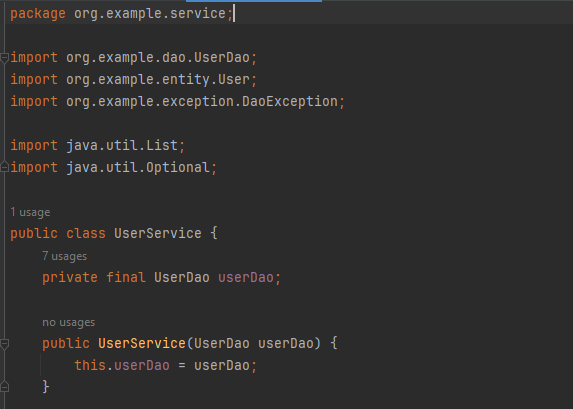 package org.example.service;
import org.example.dao.UserDao;
import org.example.entity.User;
import org.example.exception.DaoException;
import java.util.List;
import java.util.Optional;
1 usage
public class UserService {
7 usages
private final UserDao userDao;
no usages
public UserService(UserDao userDao) {
this.userDao = userDao;
}